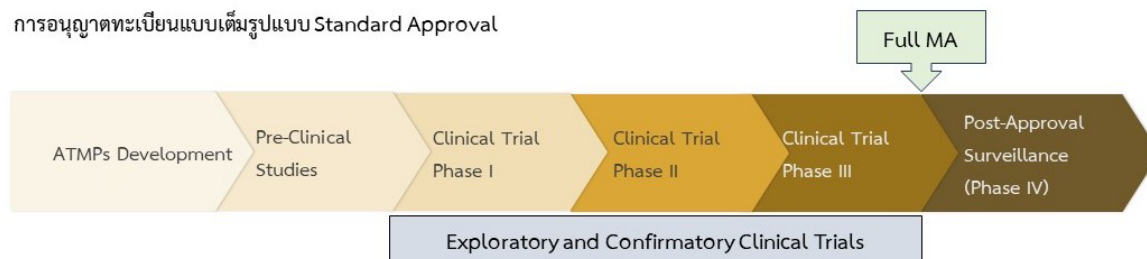 การอนุญาตทะเบียนแบบเต็มรูปแบบ Standard Approval
Full MA
ATMPs Development
Pre-Clinical
Studies
Clinical Trial
Phase I
Clinical Trial
Phase II
Clinical Trial
Phase III
Post-Approval
Surveillance
(Phase IV)
Exploratory and Confirmatory Clinical Trials